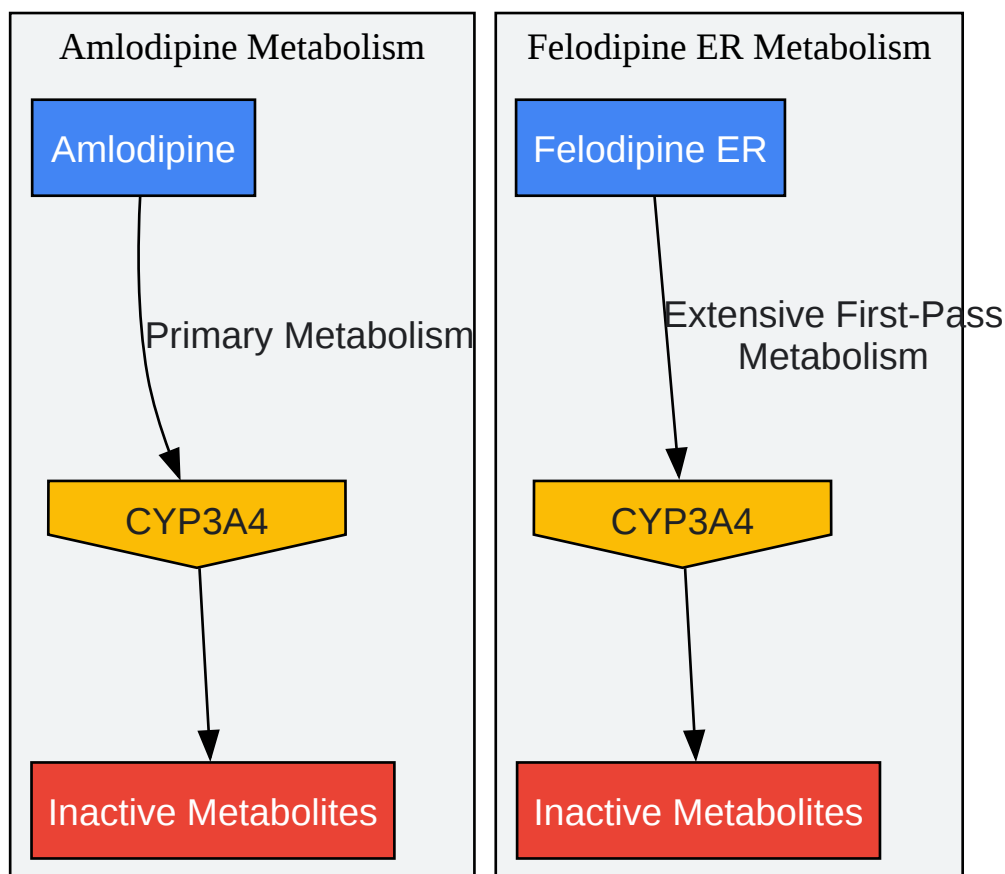 Amlodipine Metabolism
Amlodipine
Primary Metabolism
CYP3A4
Inactive Metabolites
Felodipine ER Metabolism
Felodipine ER
Extensive First-Pass
Metabolism
CYP3A4
Inactive Metabolites